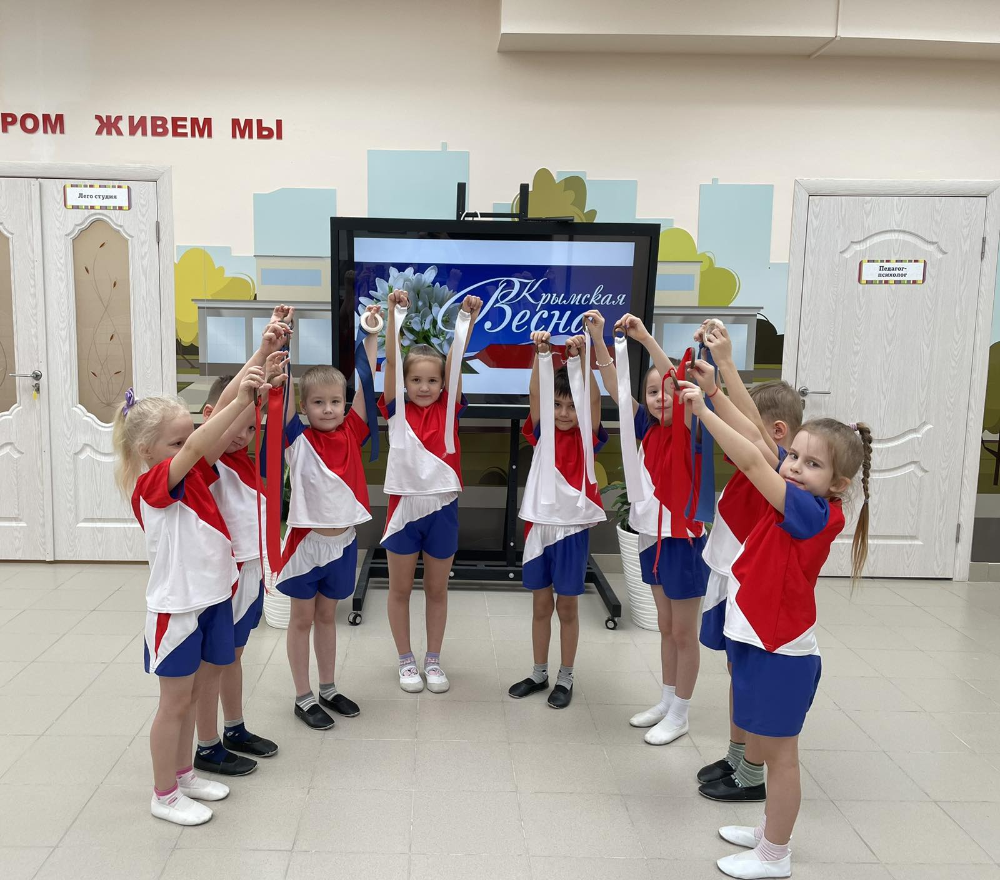 РОМ ЖИВЕМ МЫ
Лего студия
Крымская
Весна
Педагог-
психолог